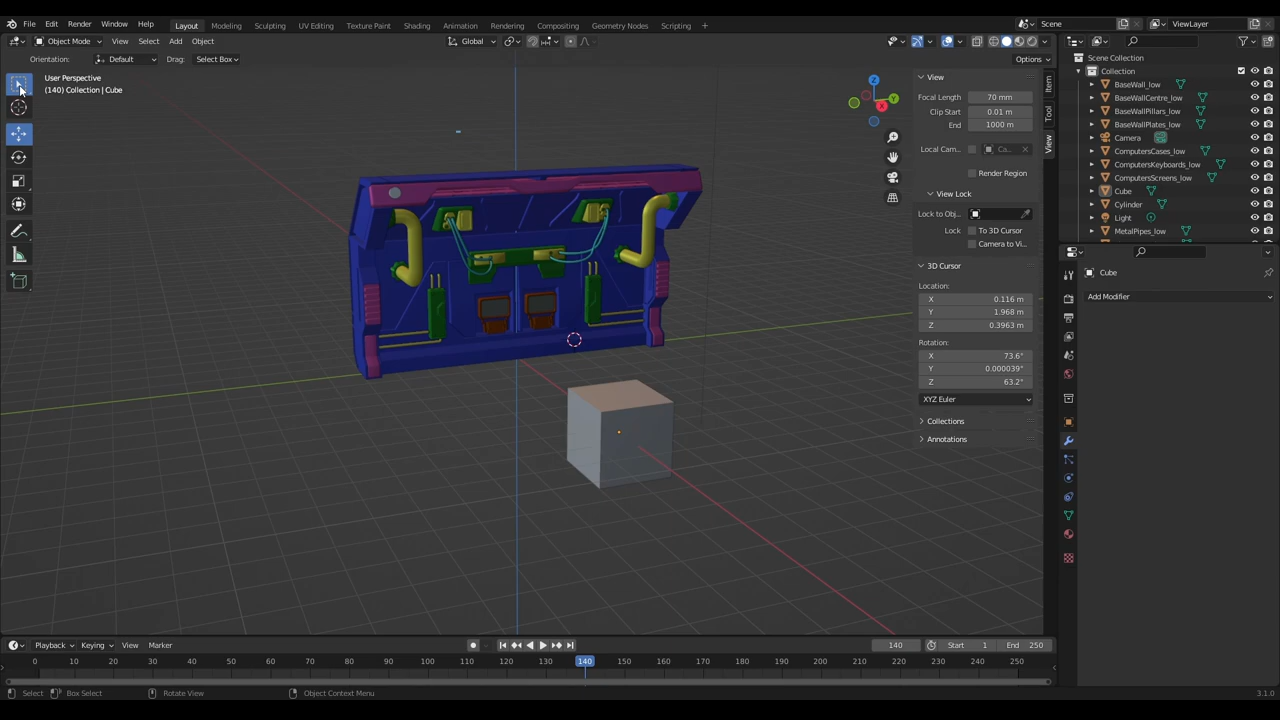 File Edit Render Window Help Layout Modeling Sculpting UV Editing Texture Paint Shading Animation Rendering Compositing Geometry Nodes Scripting + Scene ViewLayer
Object Mode View Select Add Object Global
Orientation: Default Drag: Select Box Options
User Perspective
(140) Collection | Cube
Z
Y
X
View
Focal Length 70 mm
Clip Start 0.01 m
End 1000 m
Local Cam... Ca...
Render Region
View Lock
Lock to Obj...
Lock To 3D Cursor
Camera to Vi...
3D Cursor
Location:
X 0.116 m
Y 1.968 m
Z 0.3963 m
Rotation:
X 73.6°
Y 0.000039°
Z 63.2°
XYZ Euler
Collections
Annotations
Item
Tool
View
Scene Collection
Collection
BaseWall_low
BaseWallCentre_low
BaseWallPillars_low
BaseWallPlates_low
Camera
ComputersCases_low
ComputersKeyboards_low
ComputersScreens_low
Cube
Cylinder
Light
MetalPipes_low
Cube
Add Modifier
Playback Keying View Marker 140 Start 1 End 250
0 10 20 30 40 50 60 70 80 90 100 110 120 130 140 150 160 170 180 190 200 210 220 230 240 250
Select Box Select Rotate View Object Context Menu 3.1.0